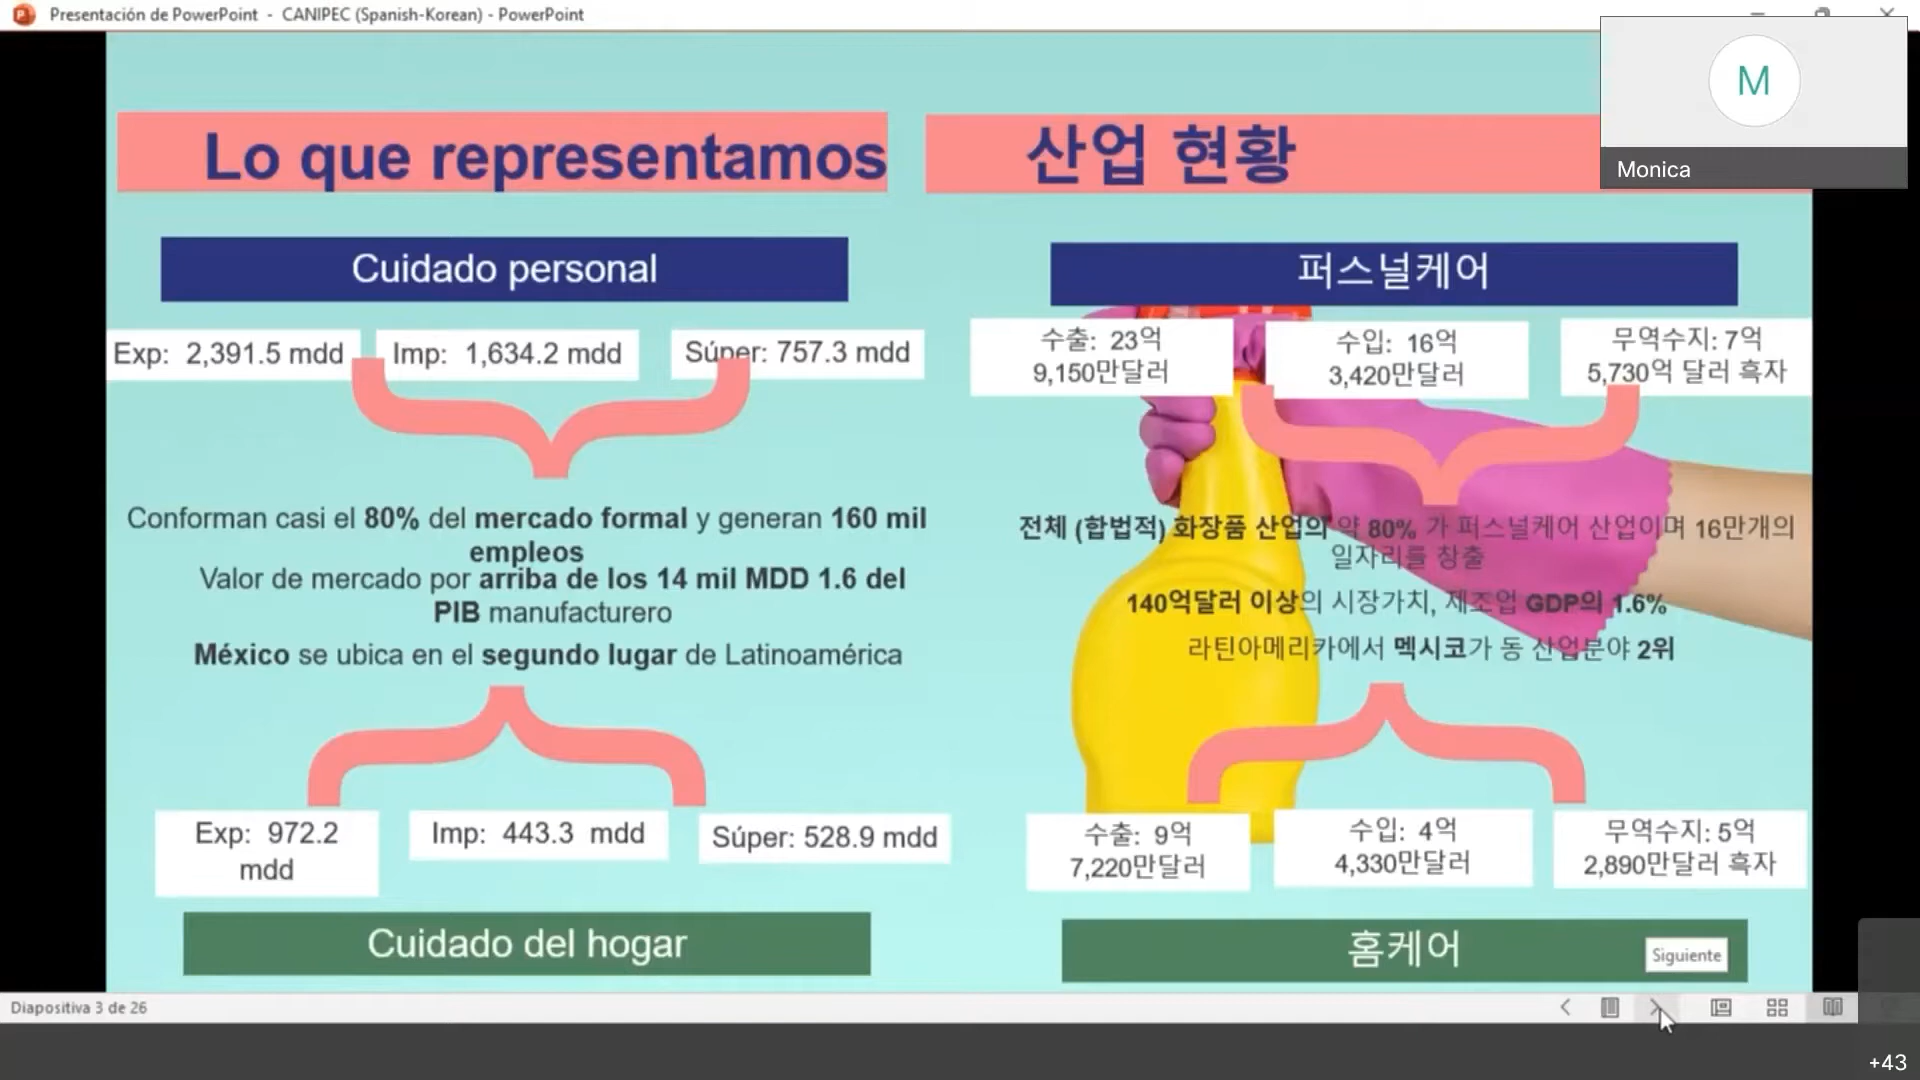 Presentación de PowerPoint - CANIPEC (Spanish-Korean) - PowerPoint
M
Monica
Lo que representamos
Cuidado personal
Exp: 2,391.5 mdd
Imp: 1,634.2 mdd
Súper: 757.3 mdd
Conforman casi el 80% del mercado formal y generan 160 mil
empleos
Valor de mercado por arriba de los 14 mil MDD 1.6 del
PIB manufacturero
México se ubica en el segundo lugar de Latinoamérica
Exp: 972.2
mdd
Imp: 443.3 mdd
Súper: 528.9 mdd
Cuidado del hogar
산업 현황
퍼스널케어
수출: 23억
9,150만달러
수입: 16억
3,420만달러
무역수지: 7억
5,730억 달러 흑자
전체 (합법적) 화장품 산업의 약 80% 가 퍼스널케어 산업이며 16만개의
일자리를 창출
140억달러 이상의 시장가치, 제조업 GDP의 1.6%
라틴아메리카에서 멕시코가 동 산업분야 2위
수출: 9억
7,220만달러
수입: 4억
4,330만달러
무역수지: 5억
2,890만달러 흑자
홈케어
Siguiente
Diapositiva 3 de 26
+43